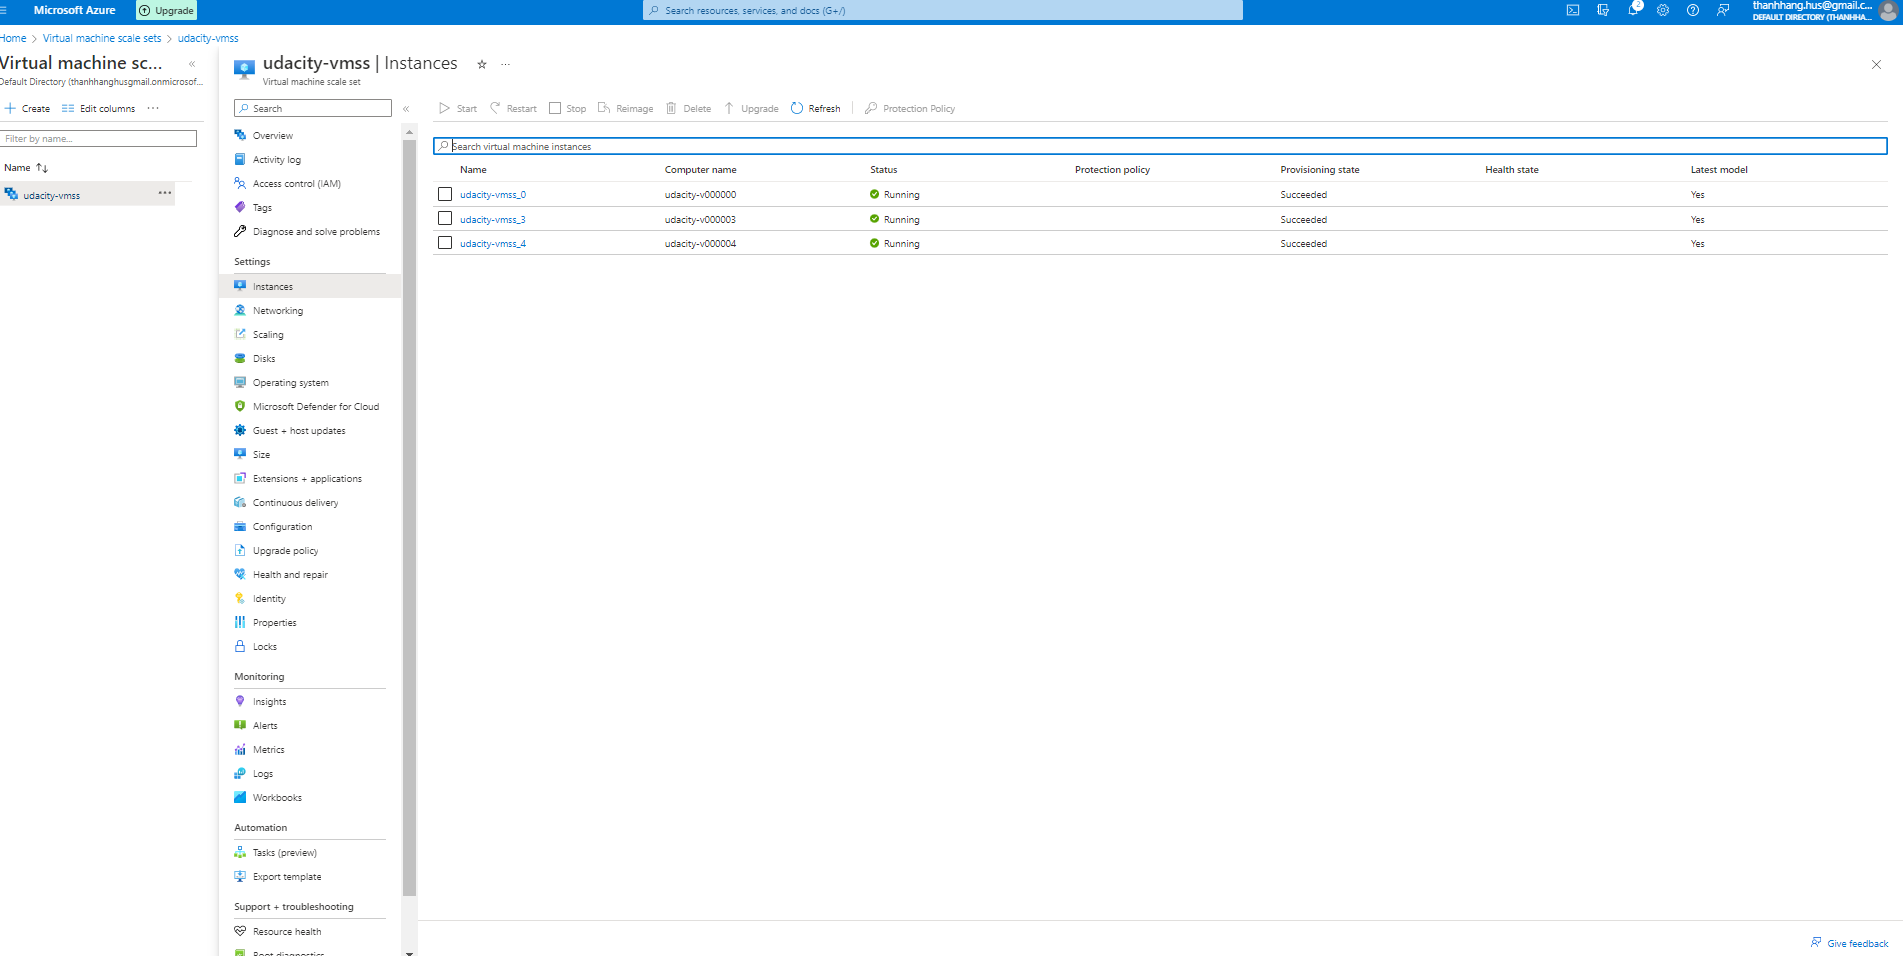 Microsoft Azure
Upgrade
Search resources, services, and docs (G+/)
2
thanhhang.hus@gmail.c...
DEFAULT DIRECTORY (THANHHA...
Home > Virtual machine scale sets > udacity-vmss
Virtual machine sc...
Default Directory (thanhhanghusgmail.onmicrosof...
Create
Edit columns
Filter by name...
Name
udacity-vmss
udacity-vmss | Instances
Virtual machine scale set
Search
Overview
Activity log
Access control (IAM)
Tags
Diagnose and solve problems
Settings
Instances
Networking
Scaling
Disks
Operating system
Microsoft Defender for Cloud
Guest + host updates
Size
Extensions + applications
Continuous delivery
Configuration
Upgrade policy
Health and repair
Identity
Properties
Locks
Monitoring
Insights
Alerts
Metrics
Logs
Workbooks
Automation
Tasks (preview)
Export template
Support + troubleshooting
Resource health
Boot diagnostics
Start Restart Stop Reimage Delete Upgrade Refresh Protection Policy
Search virtual machine instances
Name Computer name Status Protection policy Provisioning state Health state Latest model
udacity-vmss_0 udacity-v000000 Running Succeeded Yes
udacity-vmss_3 udacity-v000003 Running Succeeded Yes
udacity-vmss_4 udacity-v000004 Running Succeeded Yes
Give feedback